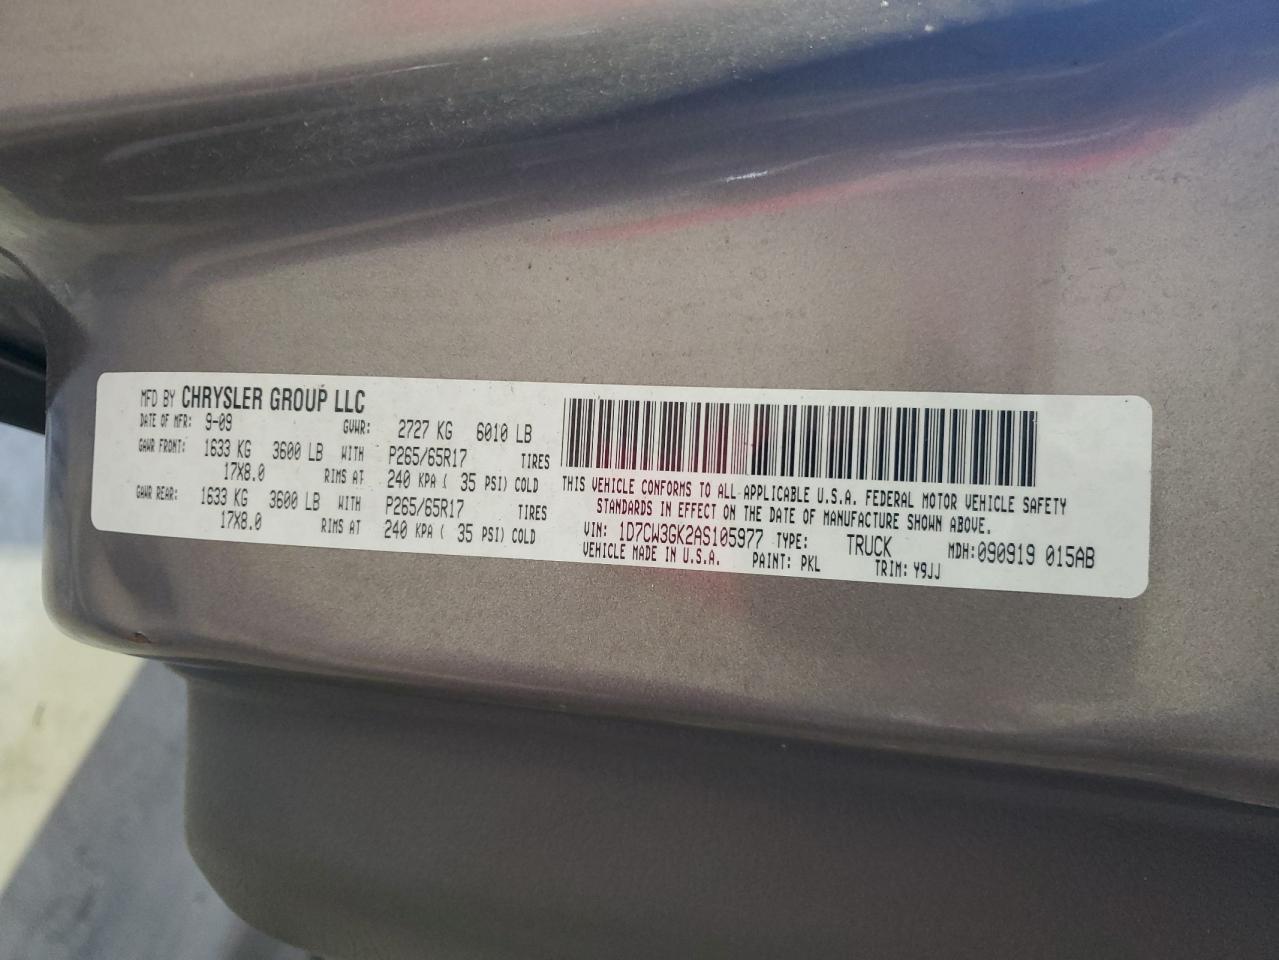 MFD BY CHRYSLER GROUP LLC
DATE OF MFR: 9-09 GVWR: 2727 KG 6010 LB
GAWR FRONT: 1633 KG 3600 LB WITH P265/65R17 TIRES
17X8.0 RIMS AT 240 KPA ( 35 PSI) COLD
GAWR REAR: 1633 KG 3600 LB WITH P265/65R17 TIRES
17X8.0 RIMS AT 240 KPA ( 35 PSI) COLD
THIS VEHICLE CONFORMS TO ALL APPLICABLE U.S.A. FEDERAL MOTOR VEHICLE SAFETY
STANDARDS IN EFFECT ON THE DATE OF MANUFACTURE SHOWN ABOVE.
VIN: 1D7CW3GK2AS105977 TYPE: TRUCK MDH:090919 015AB
VEHICLE MADE IN U.S.A. PAINT: PKL TRIM: Y9JJ